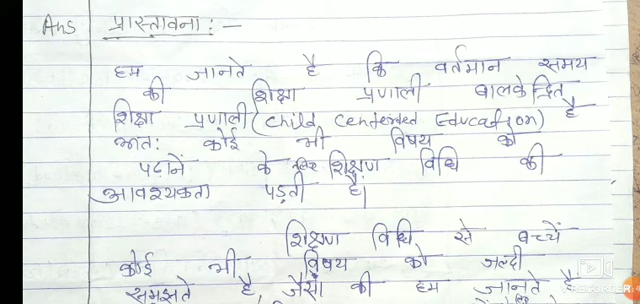 Ans प्रास्तावना :-
हम जानते है कि वर्तमान समय
की शिक्षा प्रणाली बालकेन्द्रित
शिक्षा प्रणाली (Child Centered Education) है
अतः कोई भी विषय को
पढ़ानें के लिए शिक्षण विधि की
आवश्यकता पड़ती है।
शिक्षण विधि से बच्चें
कोई भी विषय को जल्दी
समझते है, जैसा की हम जानते है
RECORDER